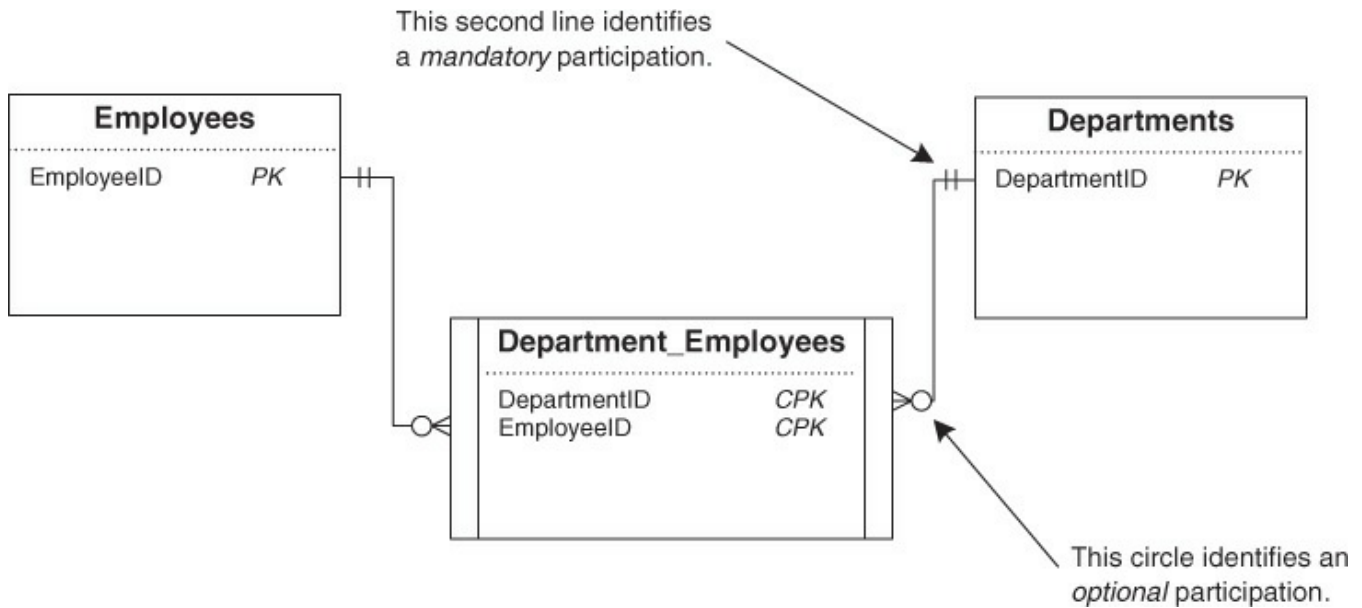 This second line identifies
a mandatory participation.
Employees
EmployeeID PK
Departments
DepartmentID PK
Department_Employees
DepartmentID CPK
EmployeeID CPK
This circle identifies an
optional participation.